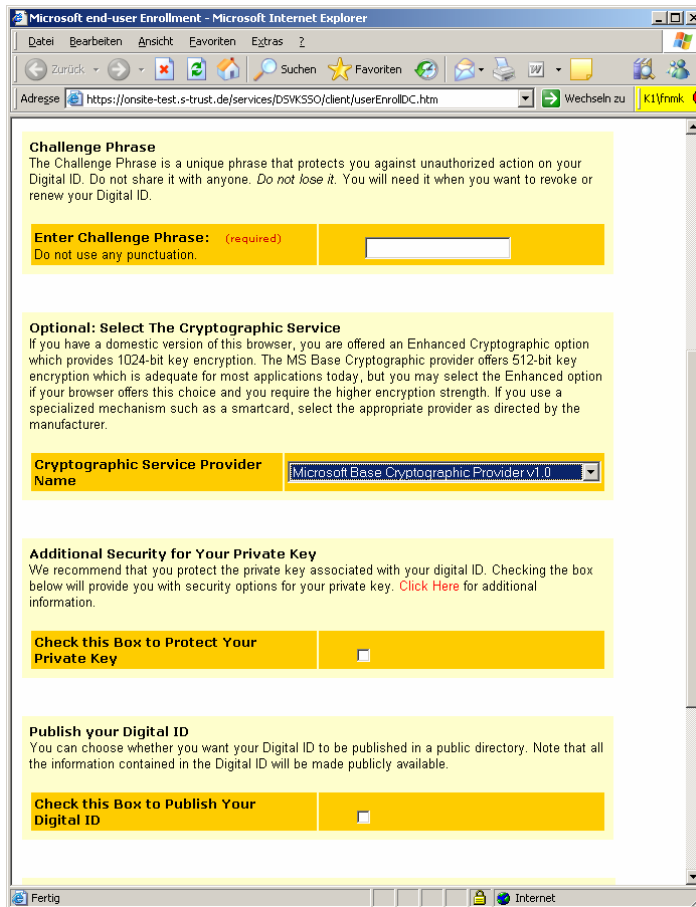 Microsoft end-user Enrollment - Microsoft Internet Explorer
Datei Bearbeiten Ansicht Favoriten Extras ?
Zurück Suchen Favoriten
Adresse https://onsite-test.s-trust.de/services/DSVKSSO/client/userEnrollDC.htm Wechseln zu K1\fnmk
Challenge Phrase
The Challenge Phrase is a unique phrase that protects you against unauthorized action on your
Digital ID. Do not share it with anyone. Do not lose it. You will need it when you want to revoke or
renew your Digital ID.
Enter Challenge Phrase: (required)
Do not use any punctuation.
Optional: Select The Cryptographic Service
If you have a domestic version of this browser, you are offered an Enhanced Cryptographic option
which provides 1024-bit key encryption. The MS Base Cryptographic provider offers 512-bit key
encryption which is adequate for most applications today, but you may select the Enhanced option
if your browser offers this choice and you require the higher encryption strength. If you use a
specialized mechanism such as a smartcard, select the appropriate provider as directed by the
manufacturer.
Cryptographic Service Provider
Name
Microsoft Base Cryptographic Provider v1.0
Additional Security for Your Private Key
We recommend that you protect the private key associated with your digital ID. Checking the box
below will provide you with security options for your private key. Click Here for additional
information.
Check this Box to Protect Your
Private Key
Publish your Digital ID
You can choose whether you want your Digital ID to be published in a public directory. Note that all
the information contained in the Digital ID will be made publicly available.
Check this Box to Publish Your
Digital ID
Fertig Internet